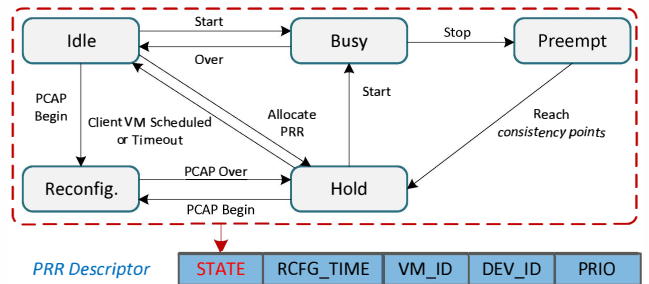 Start
Idle
Busy
Preempt
Over
Stop
PCAP
Begin
Client VM Scheduled
or Timeout
Allocate
PRR
Start
Reach
consistency points
Reconfig.
PCAP Over
Hold
PCAP Begin
PRR Descriptor
STATE
RCFG_TIME
VM_ID
DEV_ID
PRIO